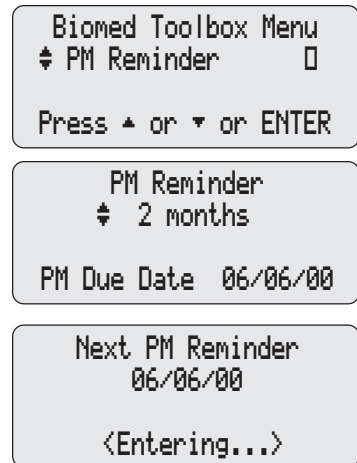 Biomed Toolbox Menu
PM Reminder
Press ▲ or ▼ or ENTER
PM Reminder
2 months
PM Due Date 06/06/00
Next PM Reminder
06/06/00
<Entering...>